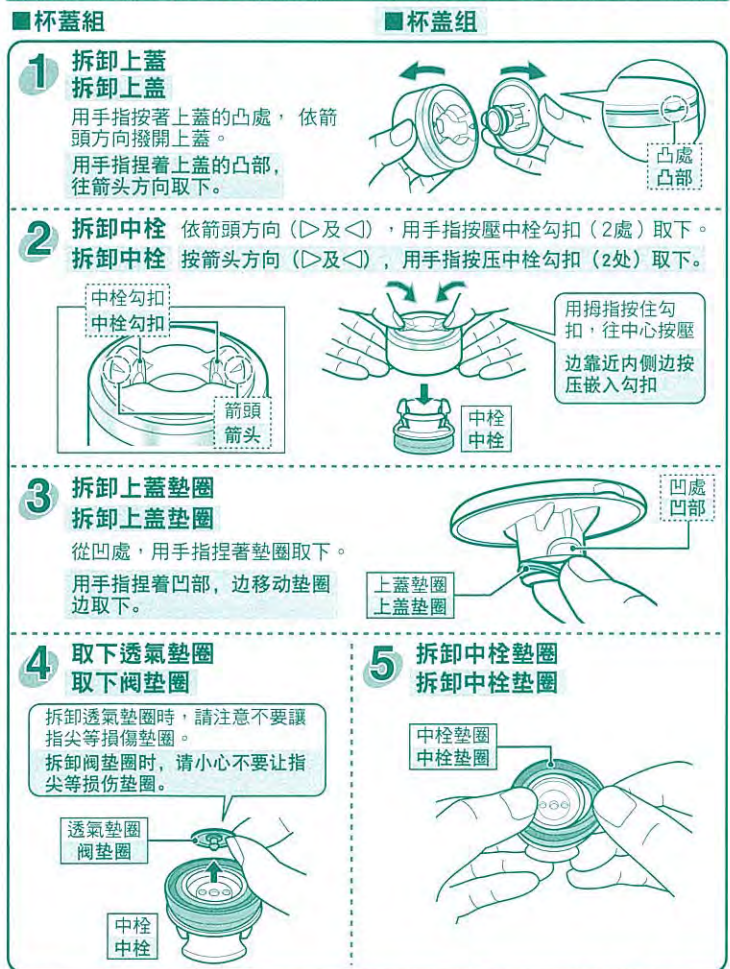 ■杯蓋組
■杯盖组
1 拆卸上蓋
拆卸上盖
用手指按著上蓋的凸處，依箭
頭方向撥開上蓋。
用手指捏着上盖的凸部，
往箭头方向取下。
凸處
凸部
2 拆卸中栓 依箭頭方向（▷及◁），用手指按壓中栓勾扣（2處）取下。
拆卸中栓 按箭头方向（▷及◁），用手指按压中栓勾扣（2处）取下。
中栓勾扣
中栓勾扣
箭頭
箭头
用拇指按住勾
扣，往中心按壓
边靠近内侧边按
压嵌入勾扣
中栓
中栓
3 拆卸上蓋墊圈
拆卸上盖垫圈
從凹處，用手指捏著墊圈取下。
用手指捏着凹部，边移动垫圈
边取下。
凹處
凹部
上蓋墊圈
上盖垫圈
4 取下透氣墊圈
取下阀垫圈
拆卸透氣墊圈時，請注意不要讓
指尖等損傷墊圈。
拆卸阀垫圈时，请小心不要让指
尖等损伤垫圈。
透氣墊圈
阀垫圈
中栓
中栓
5 拆卸中栓墊圈
拆卸中栓垫圈
中栓墊圈
中栓垫圈